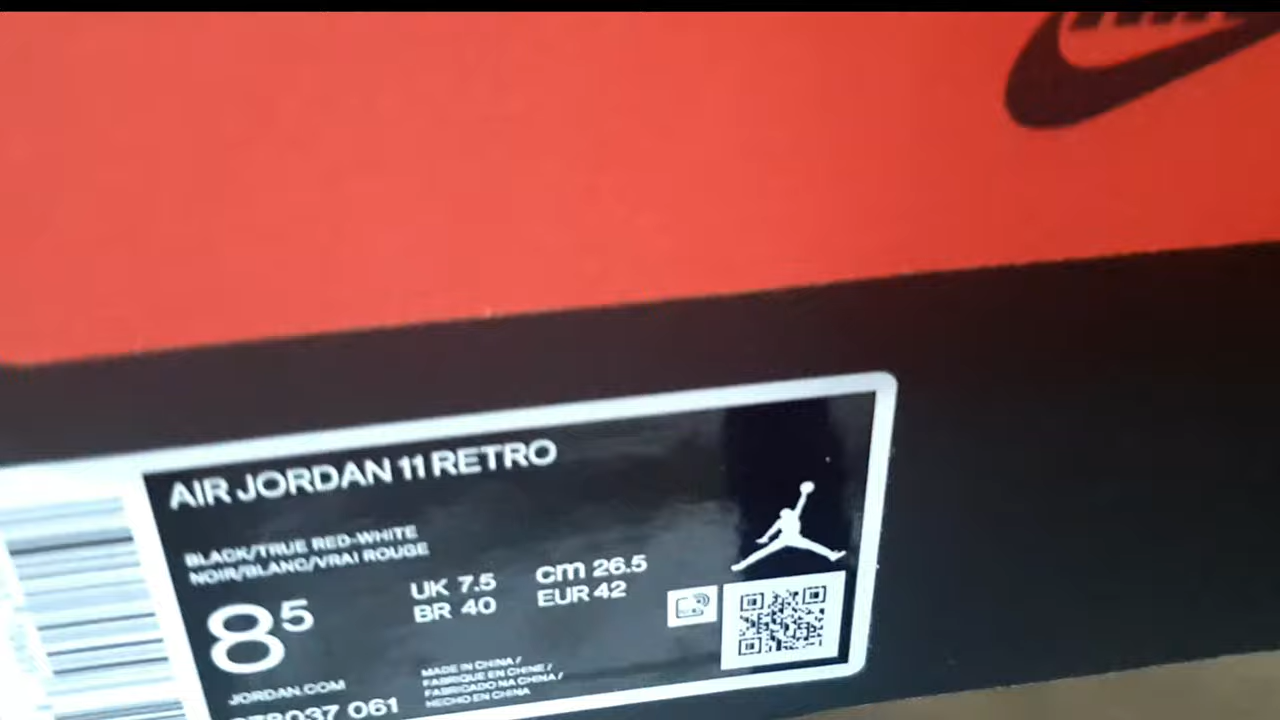 AIR JORDAN 11 RETRO
BLACK/TRUE RED-WHITE
NOIR/BLANC/VRAI ROUGE
8⁵
UK 7.5
BR 40
cm 26.5
EUR 42
JORDAN.COM
MADE IN CHINA /
FABRIQUE EN CHINE /
FABRICADO NA CHINA /
HECHO EN CHINA
061